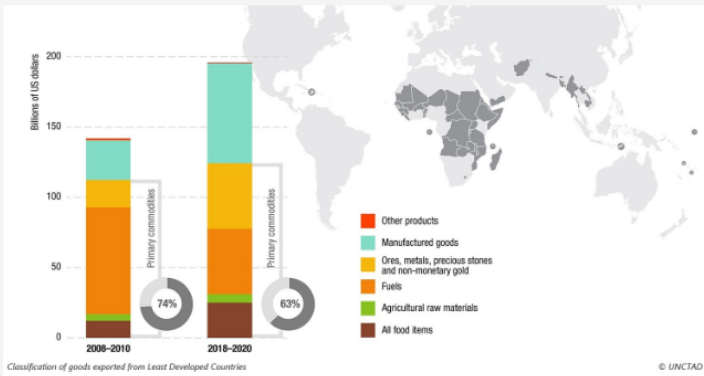 Billions of US dollars
200
150
100
50
0
Primary commodities
74%
2008–2010
Primary commodities
63%
2018–2020
Other products
Manufactured goods
Ores, metals, precious stones
and non-monetary gold
Fuels
Agricultural raw materials
All food items
Classification of goods exported from Least Developed Countries
© UNCTAD